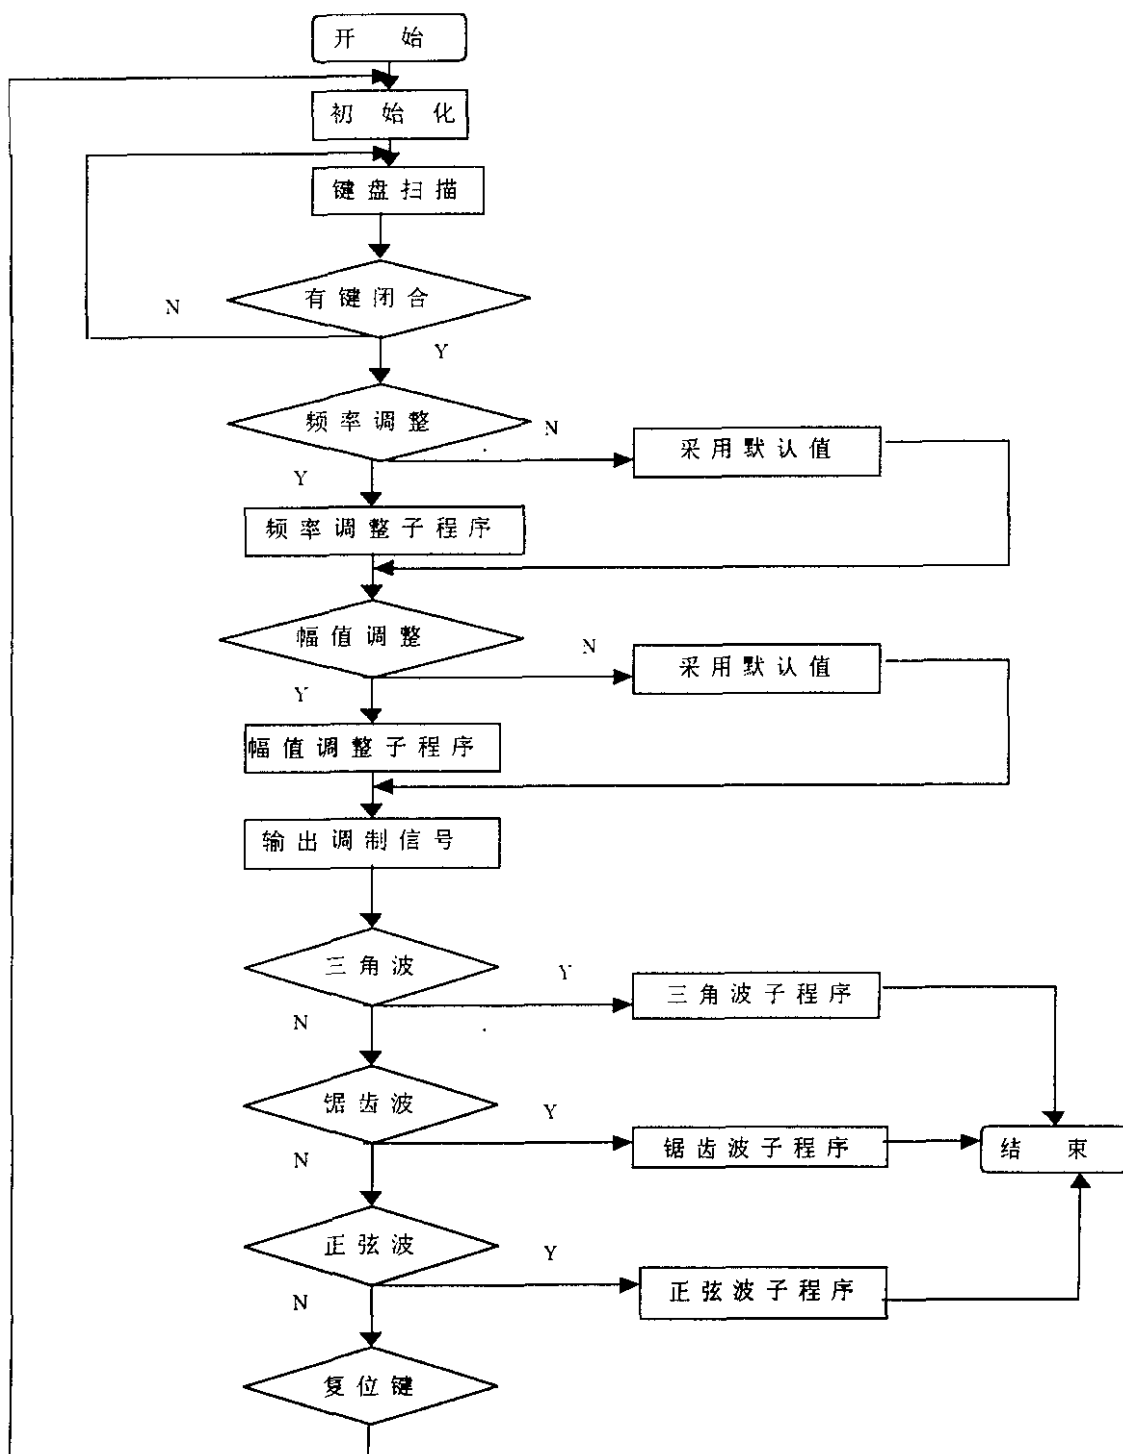 开始
初始化
键盘扫描
有键闭合
N
Y
频率调整
N
采用默认值
Y
频率调整子程序
幅值调整
N
采用默认值
Y
幅值调整子程序
输出调制信号
三角波
Y
三角波子程序
N
锯齿波
Y
锯齿波子程序
结束
N
正弦波
Y
正弦波子程序
N
复位键